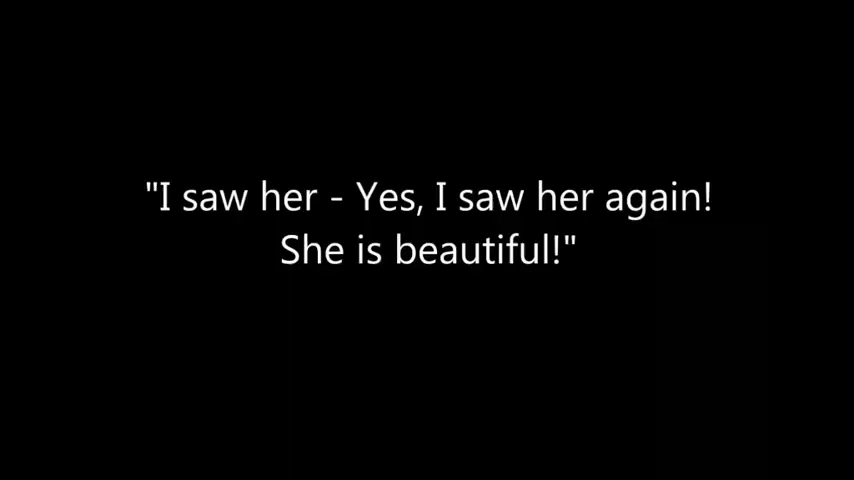 "I saw her - Yes, I saw her again!
She is beautiful!"